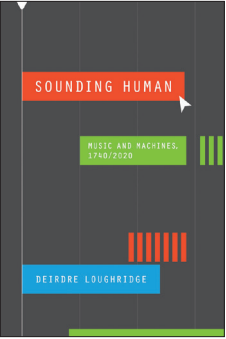 SOUNDING HUMAN
MUSIC AND MACHINES,
1740/2020
DEIRDRE LOUGHRIDGE